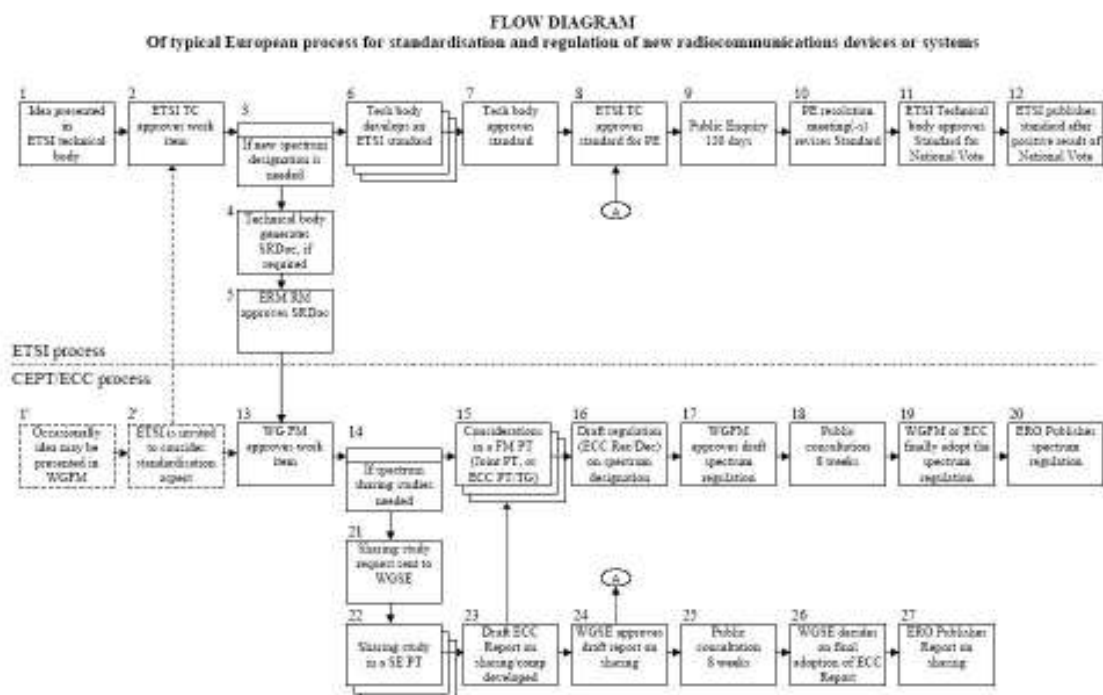 FLOW DIAGRAM
Of typical European process for standardisation and regulation of new radiocommunications devices or systems
1
Idea presented
in
ETSI technical
body
2
ETSI TC
approves work
item
3
If new spectrum
designation is
needed
6
Tech body
develops an
ETSI standard
7
Tech body
approves
standard
8
ETSI TC
approves
standard for PE
9
Public Enquiry
120 days
10
PE resolution
meeting(-s)
revises Standard
11
ETSI Technical
body approves
Standard for
National Vote
12
ETSI publishes
standard after
positive result of
National Vote
A
4
Technical body
generates
SRDoc, if
required
5
ERM RM
approves SRDoc
ETSI process
CEPT/ECC process
1'
Occasionally
idea may be
presented in
WGFM
2'
ETSI is invited
to consider
standardisation
aspect
13
WG FM
approves work
item
14
If spectrum
sharing studies
needed
15
Considerations
in a FM PT
(Joint PT, or
ECC PT/TG)
16
Draft regulation
(ECC Rec/Dec)
on spectrum
designation
17
WGFM
approves draft
spectrum
regulation
18
Public
consultation
8 weeks
19
WGFM or ECC
finally adopt the
spectrum
regulation
20
ERO Publishes
spectrum
regulation
21
Sharing study
request sent to
WGSE
A
22
Sharing study
in a SE PT
23
Draft ECC
Report on
sharing/comp
developed
24
WGSE approves
draft report on
sharing
25
Public
consultation
8 weeks
26
WGSE decides
on final
adoption of ECC
Report
27
ERO Publishes
Report on
sharing